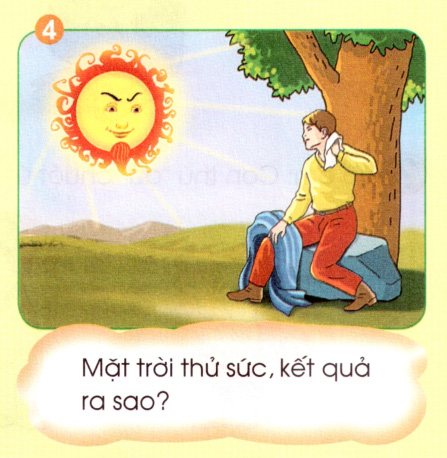 4
Mặt trời thử sức, kết quả
ra sao?